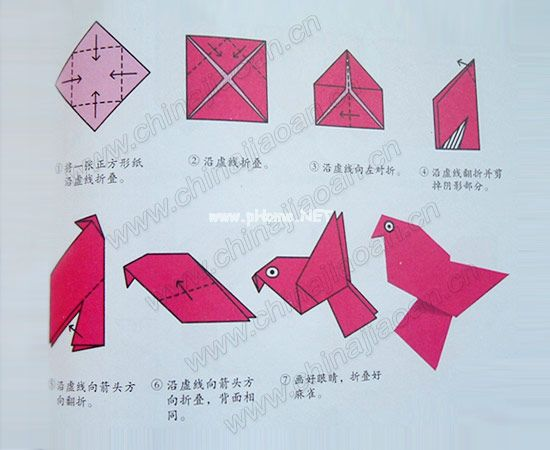 ①将一张正方形纸
沿虚线折叠。
②沿虚线折叠。
③沿虚线向左对折。
④沿虚线翻折并剪
掉阴影部分。
www.pHome.NET
⑤沿虚线向箭头方
向翻折。
⑥沿虚线向箭头方
向折叠，背面相
同。
⑦画好眼睛，折叠好
麻雀。
www.chinajiaoan.cn
www.chinajiaoan.cn
www.chinajiaoan.cn